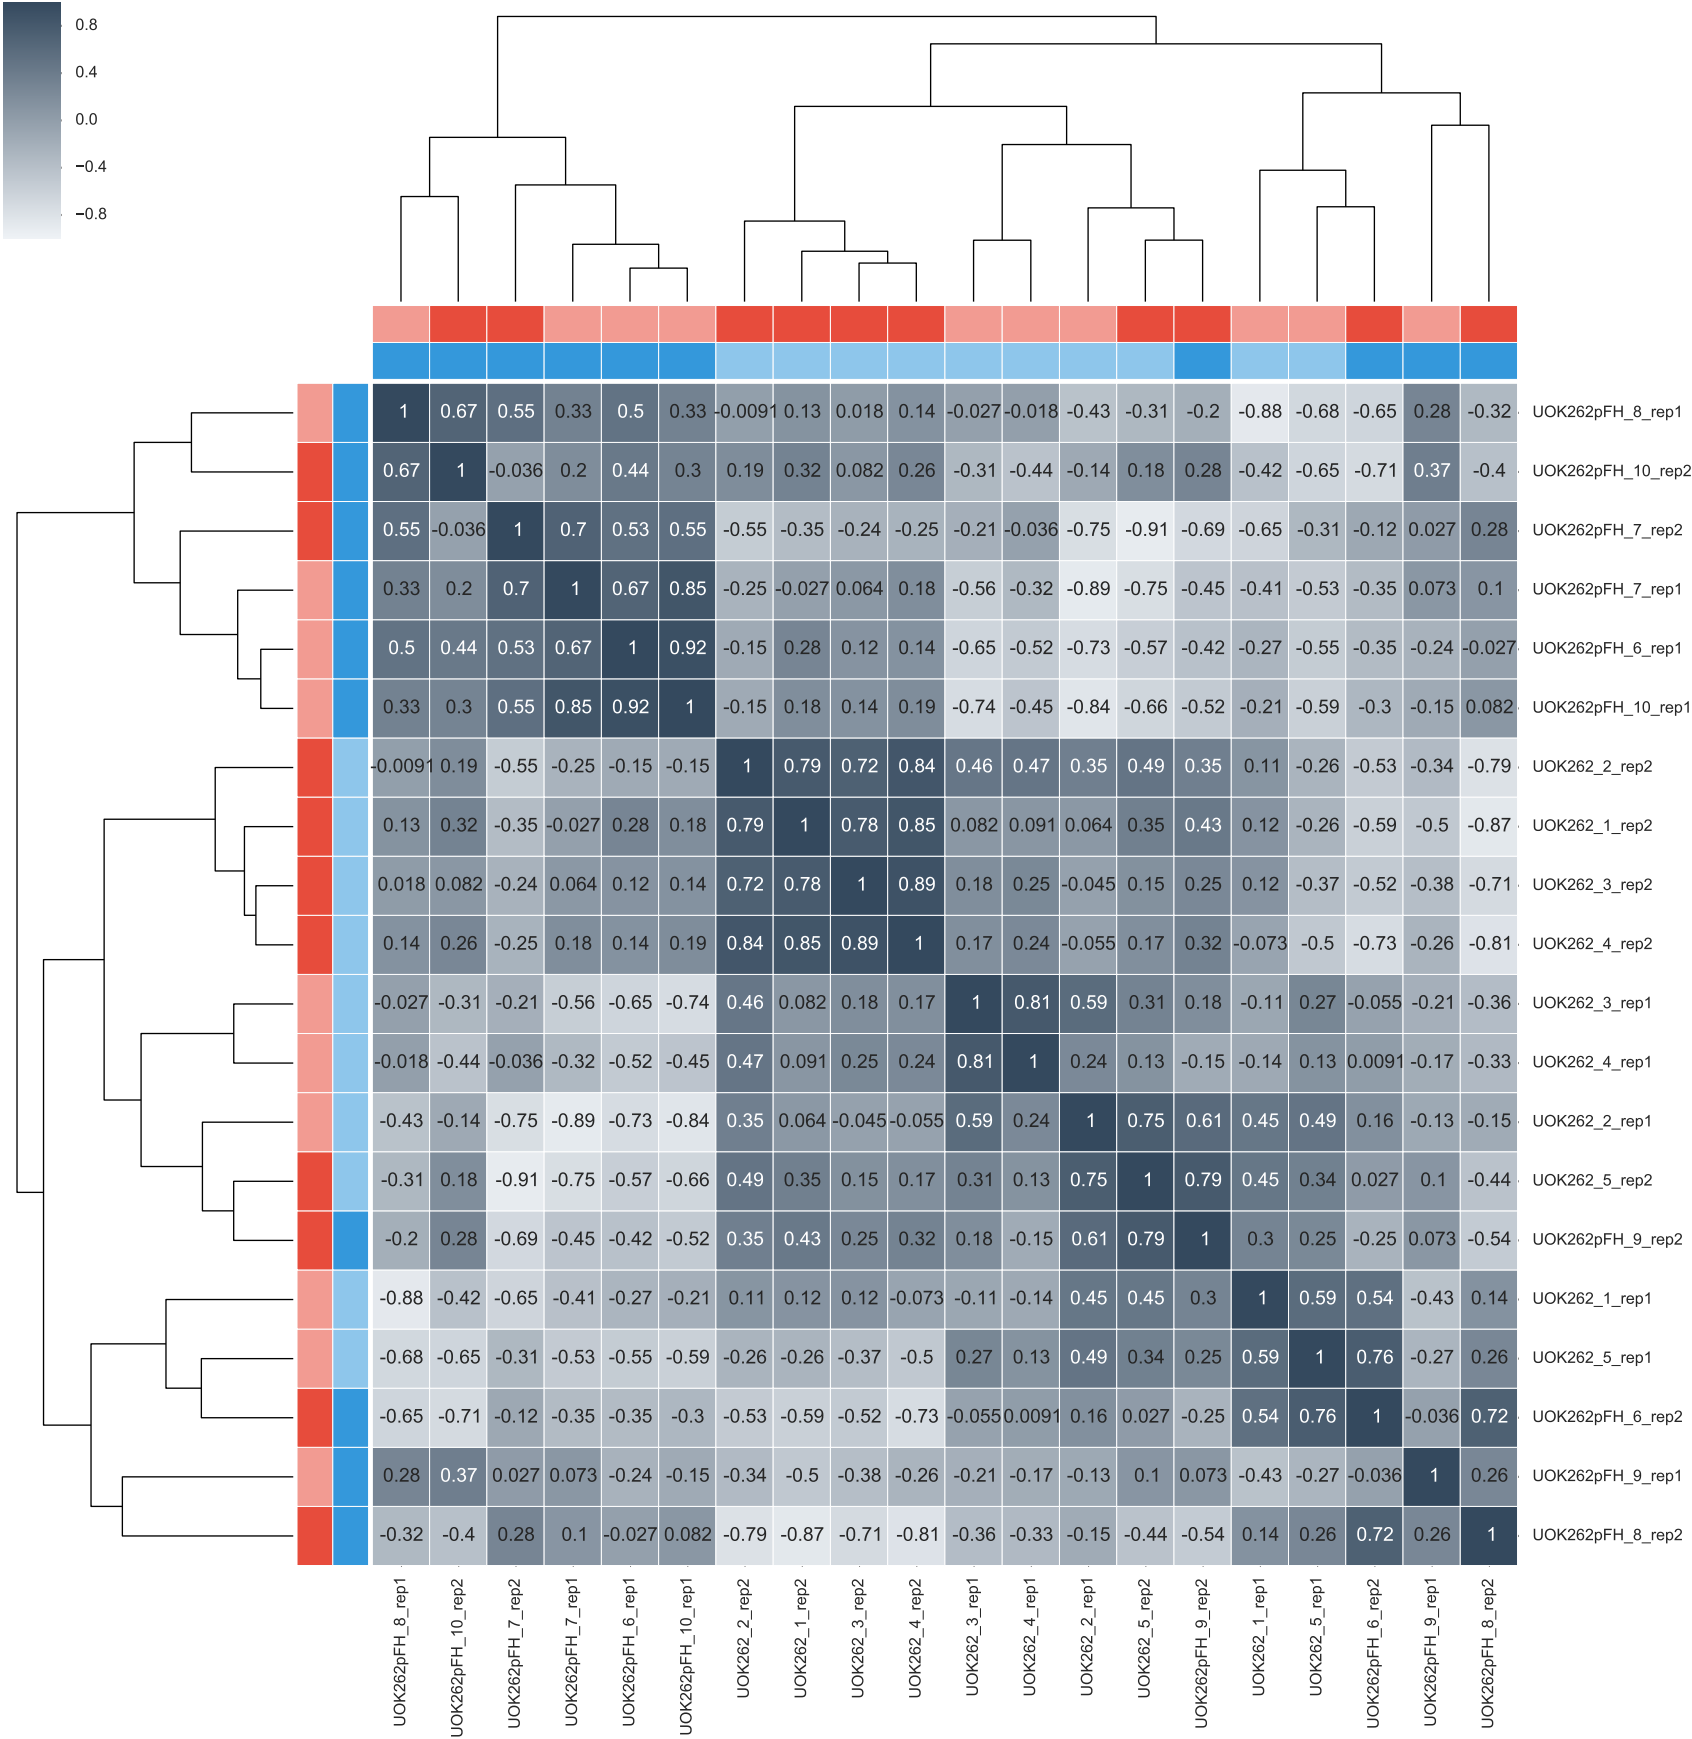 0.8
0.4
0.0
−0.4
−0.8
1 0.67 0.55 0.33 0.5 0.33 -0.0091 0.13 0.018 0.14 -0.027 -0.018 -0.43 -0.31 -0.2 -0.88 -0.68 -0.65 0.28 -0.32 UOK262pFH_8_rep1
0.67 1 -0.036 0.2 0.44 0.3 0.19 0.32 0.082 0.26 -0.31 -0.44 -0.14 0.18 0.28 -0.42 -0.65 -0.71 0.37 -0.4 UOK262pFH_10_rep2
0.55 -0.036 1 0.7 0.53 0.55 -0.55 -0.35 -0.24 -0.25 -0.21 -0.036 -0.75 -0.91 -0.69 -0.65 -0.31 -0.12 0.027 0.28 UOK262pFH_7_rep2
0.33 0.2 0.7 1 0.67 0.85 -0.25 -0.027 0.064 0.18 -0.56 -0.32 -0.89 -0.75 -0.45 -0.41 -0.53 -0.35 0.073 0.1 UOK262pFH_7_rep1
0.5 0.44 0.53 0.67 1 0.92 -0.15 0.28 0.12 0.14 -0.65 -0.52 -0.73 -0.57 -0.42 -0.27 -0.55 -0.35 -0.24 -0.027 UOK262pFH_6_rep1
0.33 0.3 0.55 0.85 0.92 1 -0.15 0.18 0.14 0.19 -0.74 -0.45 -0.84 -0.66 -0.52 -0.21 -0.59 -0.3 -0.15 0.082 UOK262pFH_10_rep1
-0.0091 0.19 -0.55 -0.25 -0.15 -0.15 1 0.79 0.72 0.84 0.46 0.47 0.35 0.49 0.35 0.11 -0.26 -0.53 -0.34 -0.79 UOK262_2_rep2
0.13 0.32 -0.35 -0.027 0.28 0.18 0.79 1 0.78 0.85 0.082 0.091 0.064 0.35 0.43 0.12 -0.26 -0.59 -0.5 -0.87 UOK262_1_rep2
0.018 0.082 -0.24 0.064 0.12 0.14 0.72 0.78 1 0.89 0.18 0.25 -0.045 0.15 0.25 0.12 -0.37 -0.52 -0.38 -0.71 UOK262_3_rep2
0.14 0.26 -0.25 0.18 0.14 0.19 0.84 0.85 0.89 1 0.17 0.24 -0.055 0.17 0.32 -0.073 -0.5 -0.73 -0.26 -0.81 UOK262_4_rep2
-0.027 -0.31 -0.21 -0.56 -0.65 -0.74 0.46 0.082 0.18 0.17 1 0.81 0.59 0.31 0.18 -0.11 0.27 -0.055 -0.21 -0.36 UOK262_3_rep1
-0.018 -0.44 -0.036 -0.32 -0.52 -0.45 0.47 0.091 0.25 0.24 0.81 1 0.24 0.13 -0.15 -0.14 0.13 0.0091 -0.17 -0.33 UOK262_4_rep1
-0.43 -0.14 -0.75 -0.89 -0.73 -0.84 0.35 0.064 -0.045 -0.055 0.59 0.24 1 0.75 0.61 0.45 0.49 0.16 -0.13 -0.15 UOK262_2_rep1
-0.31 0.18 -0.91 -0.75 -0.57 -0.66 0.49 0.35 0.15 0.17 0.31 0.13 0.75 1 0.79 0.45 0.34 0.027 0.1 -0.44 UOK262_5_rep2
-0.2 0.28 -0.69 -0.45 -0.42 -0.52 0.35 0.43 0.25 0.32 0.18 -0.15 0.61 0.79 1 0.3 0.25 -0.25 0.073 -0.54 UOK262pFH_9_rep2
-0.88 -0.42 -0.65 -0.41 -0.27 -0.21 0.11 0.12 0.12 -0.073 -0.11 -0.14 0.45 0.45 0.3 1 0.59 0.54 -0.43 0.14 UOK262_1_rep1
-0.68 -0.65 -0.31 -0.53 -0.55 -0.59 -0.26 -0.26 -0.37 -0.5 0.27 0.13 0.49 0.34 0.25 0.59 1 0.76 -0.27 0.26 UOK262_5_rep1
-0.65 -0.71 -0.12 -0.35 -0.35 -0.3 -0.53 -0.59 -0.52 -0.73 -0.055 0.0091 0.16 0.027 -0.25 0.54 0.76 1 -0.036 0.72 UOK262pFH_6_rep2
0.28 0.37 0.027 0.073 -0.24 -0.15 -0.34 -0.5 -0.38 -0.26 -0.21 -0.17 -0.13 0.1 0.073 -0.43 -0.27 -0.036 1 0.26 UOK262pFH_9_rep1
-0.32 -0.4 0.28 0.1 -0.027 0.082 -0.79 -0.87 -0.71 -0.81 -0.36 -0.33 -0.15 -0.44 -0.54 0.14 0.26 0.72 0.26 1 UOK262pFH_8_rep2
UOK262pFH_8_rep1
UOK262pFH_10_rep2
UOK262pFH_7_rep2
UOK262pFH_7_rep1
UOK262pFH_6_rep1
UOK262pFH_10_rep1
UOK262_2_rep2
UOK262_1_rep2
UOK262_3_rep2
UOK262_4_rep2
UOK262_3_rep1
UOK262_4_rep1
UOK262_2_rep1
UOK262_5_rep2
UOK262pFH_9_rep2
UOK262_1_rep1
UOK262_5_rep1
UOK262pFH_6_rep2
UOK262pFH_9_rep1
UOK262pFH_8_rep2